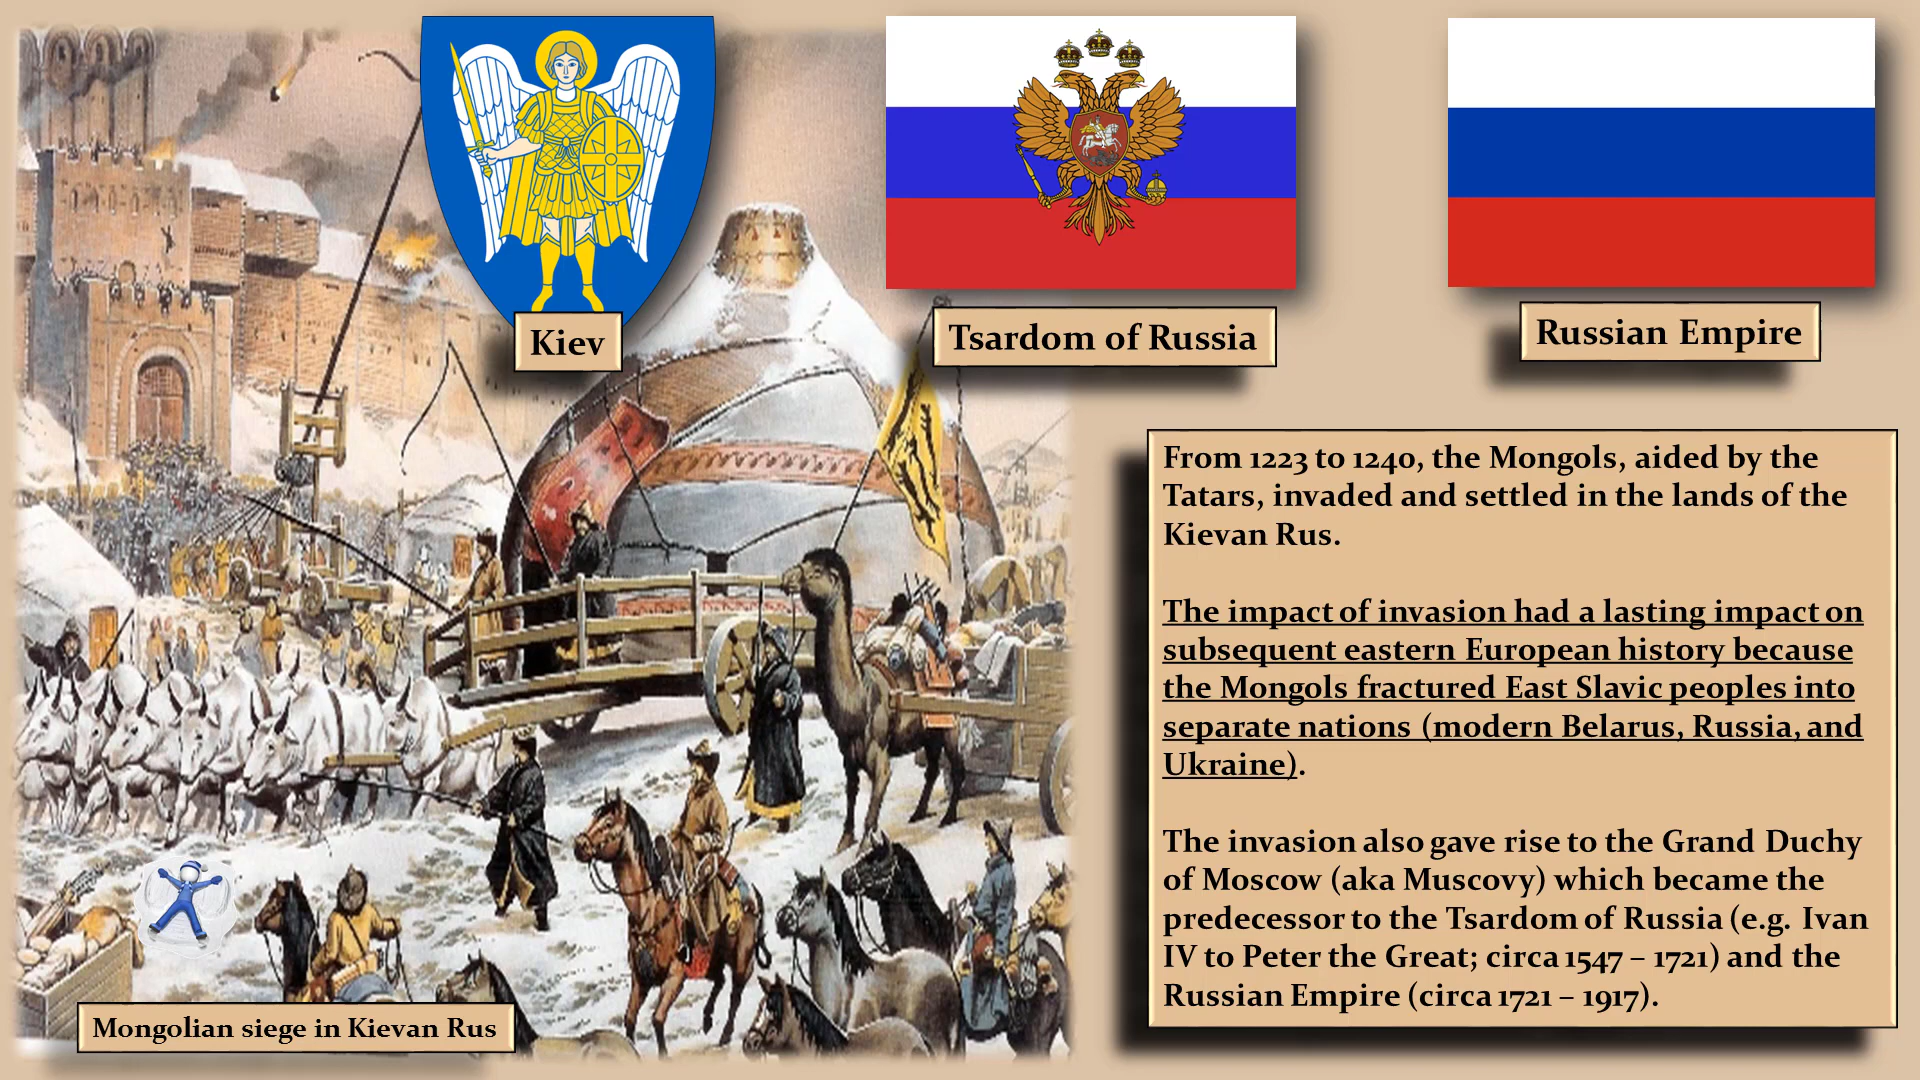 Kiev
Tsardom of Russia
Russian Empire
From 1223 to 1240, the Mongols, aided by the
Tatars, invaded and settled in the lands of the
Kievan Rus.
The impact of invasion had a lasting impact on
subsequent eastern European history because
the Mongols fractured East Slavic peoples into
separate nations (modern Belarus, Russia, and
Ukraine).
The invasion also gave rise to the Grand Duchy
of Moscow (aka Muscovy) which became the
predecessor to the Tsardom of Russia (e.g. Ivan
IV to Peter the Great; circa 1547 – 1721) and the
Russian Empire (circa 1721 – 1917).
Mongolian siege in Kievan Rus